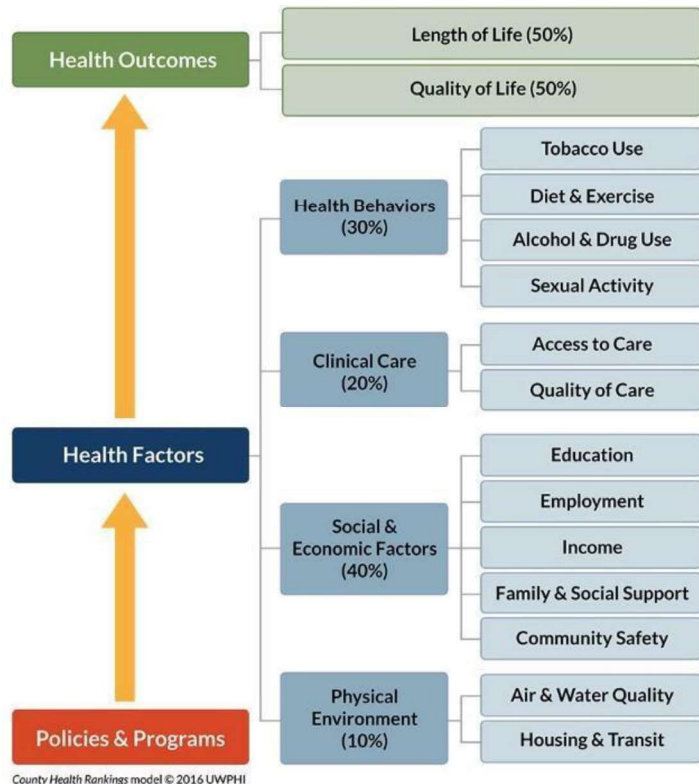 Health Outcomes
Length of Life (50%)
Quality of Life (50%)
Health Factors
Health Behaviors
(30%)
Tobacco Use
Diet & Exercise
Alcohol & Drug Use
Sexual Activity
Clinical Care
(20%)
Access to Care
Quality of Care
Social &
Economic Factors
(40%)
Education
Employment
Income
Family & Social Support
Community Safety
Physical
Environment
(10%)
Air & Water Quality
Housing & Transit
Policies & Programs
County Health Rankings model © 2016 UWPHI